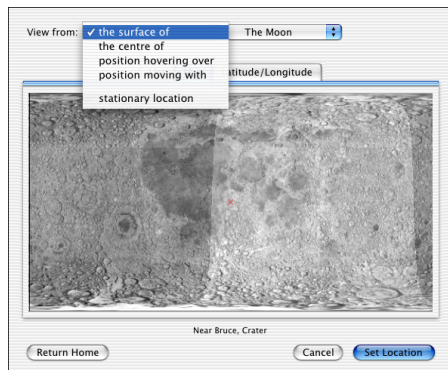 View from: ✓ the surface of The Moon
the centre of
position hovering over
position moving with
stationary location
Latitude/Longitude
Near Bruce, Crater
Return Home Cancel Set Location